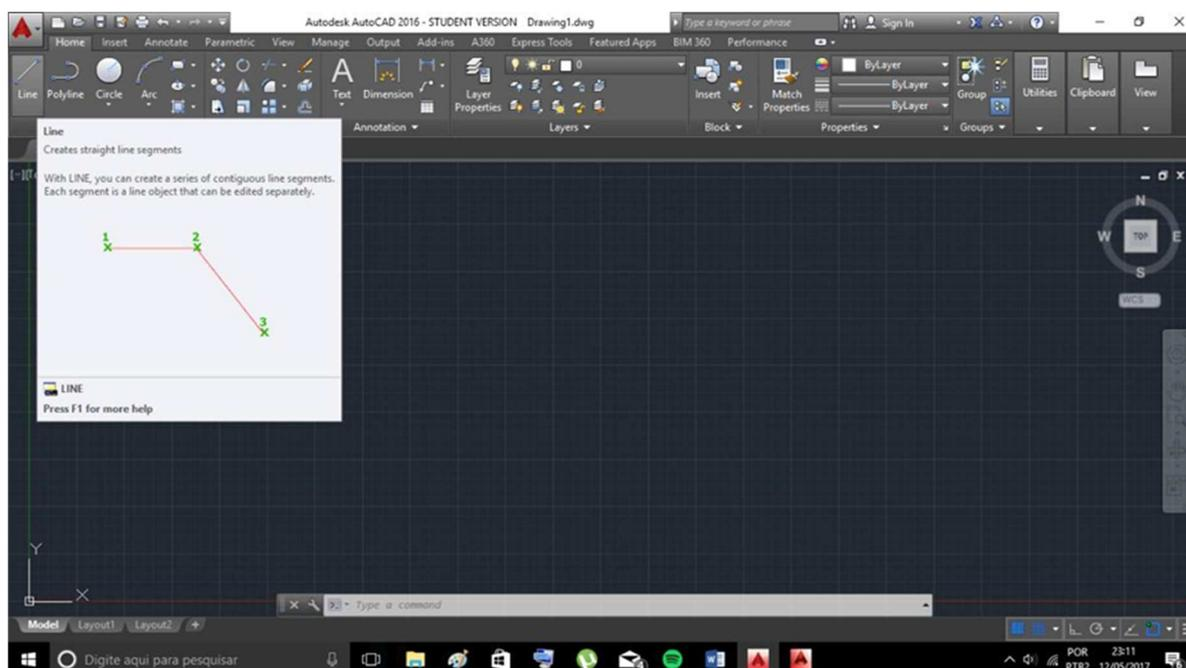 Autodesk AutoCAD 2016 - STUDENT VERSION Drawing1.dwg
Type a keyword or phrase
Sign In
Home Insert Annotate Parametric View Manage Output Add-ins A360 Express Tools Featured Apps BIM 360 Performance
Line Polyline Circle Arc
Text Dimension
Layer Properties
0
Insert
Match Properties
ByLayer
ByLayer
ByLayer
Group
Utilities Clipboard View
Annotation Layers Block Properties Groups
Line
Creates straight line segments
With LINE, you can create a series of contiguous line segments.
Each segment is a line object that can be edited separately.
1 2
3
LINE
Press F1 for more help
N
W TOP E
S
WCS
Y
X
Type a command
Model Layout1 Layout2 +
Digite aqui para pesquisar
POR 23:11
PTB2 12/05/2017